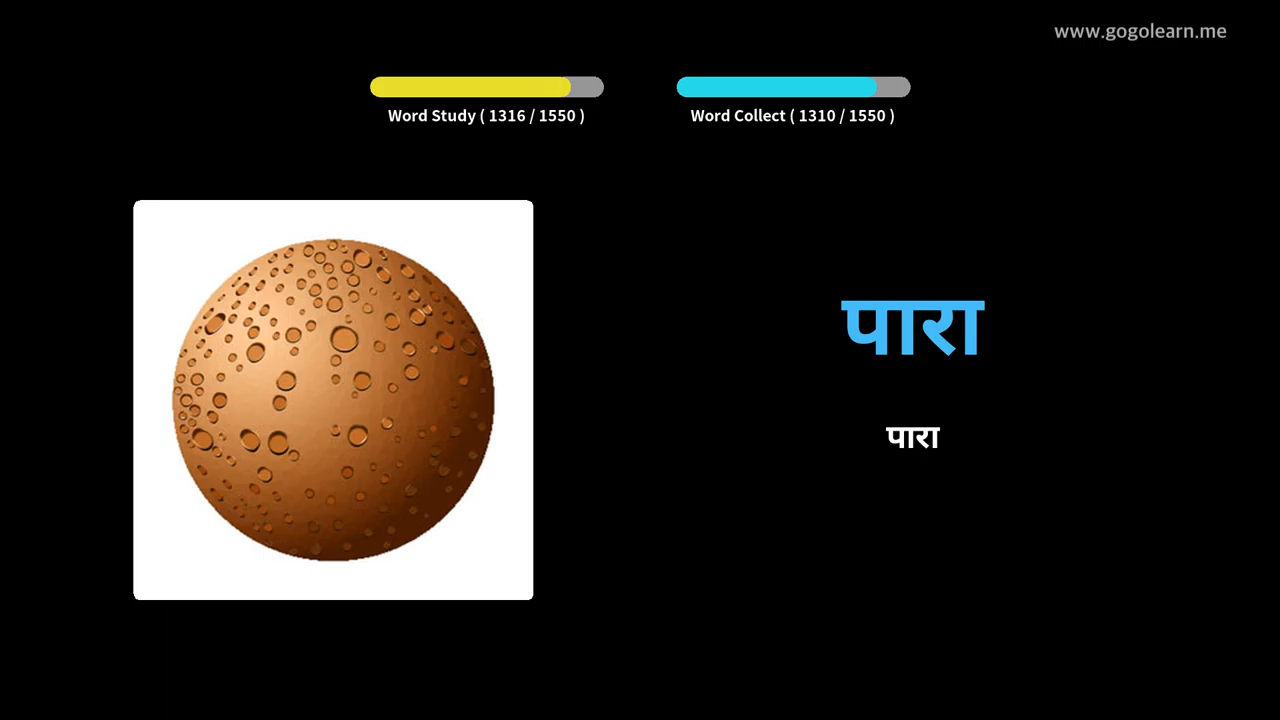 www.gogolearn.me
Word Study ( 1316 / 1550 )
Word Collect ( 1310 / 1550 )
पारा
पारा